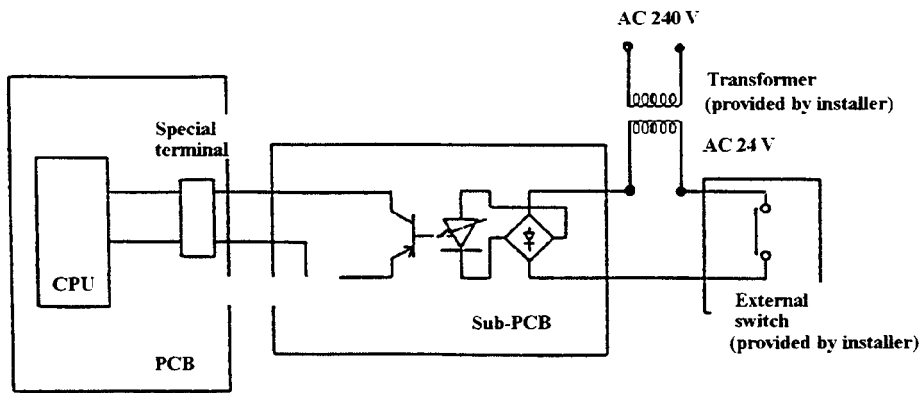 AC 240 V
Transformer
(provided by installer)
Special
terminal
AC 24 V
CPU
External
switch
(provided by installer)
Sub-PCB
PCB